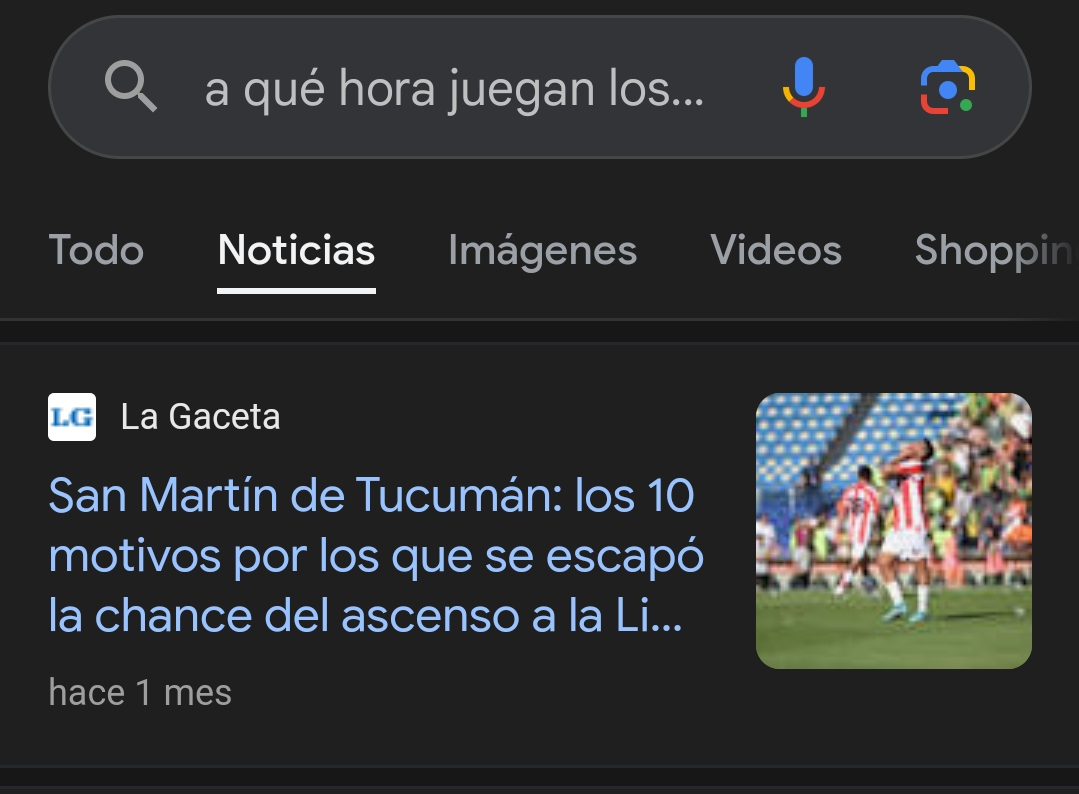 a qué hora juegan los...
Todo Noticias Imágenes Videos Shoppin
LG La Gaceta
San Martín de Tucumán: los 10
motivos por los que se escapó
la chance del ascenso a la Li...
hace 1 mes